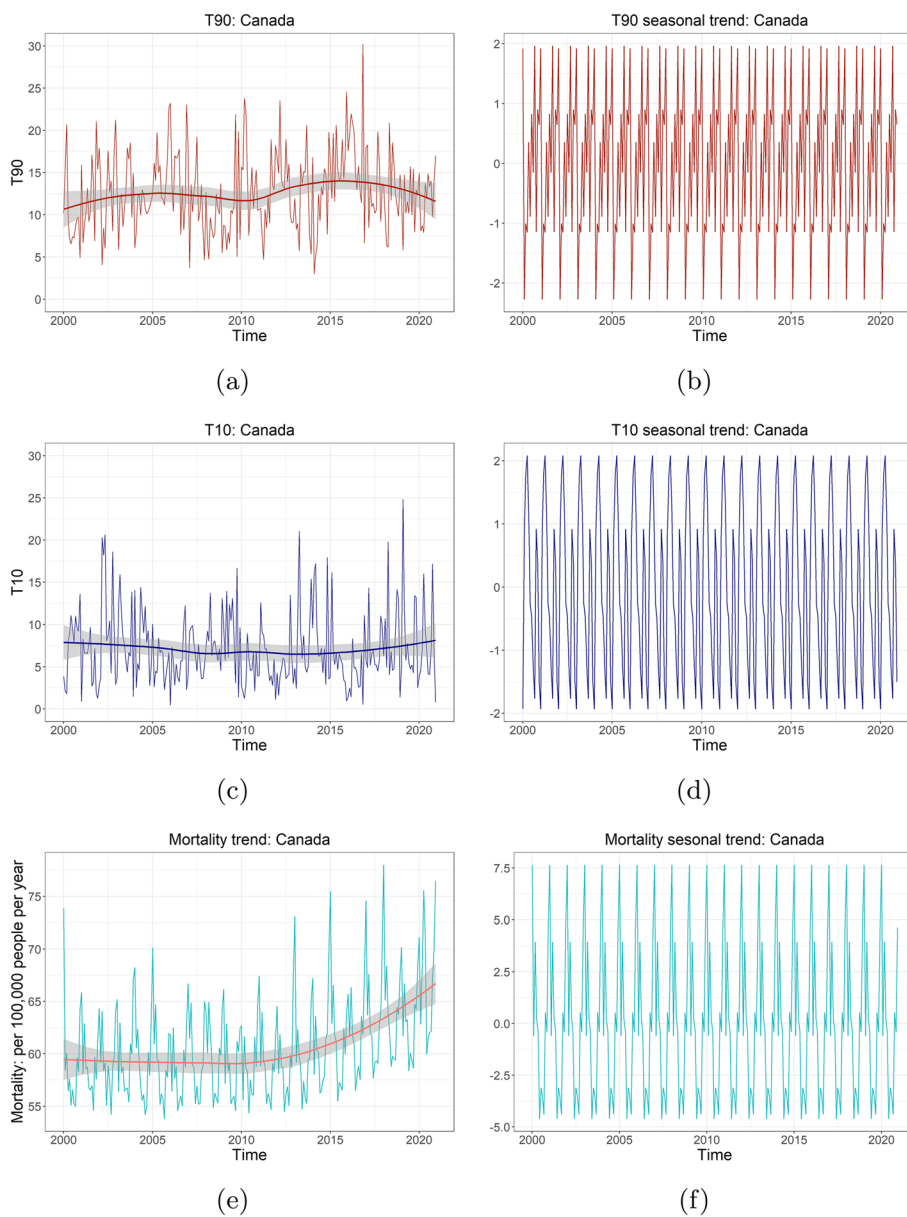 T90: Canada
T90 seasonal trend: Canada
30
25
20
15
10
5
0
T90
2000 2005 2010 2015 2020
Time
2
1
0
-1
-2
2000 2005 2010 2015 2020
Time
(a)
(b)
T10: Canada
T10 seasonal trend: Canada
30
25
20
15
10
5
0
T10
2000 2005 2010 2015 2020
Time
2
1
0
-1
-2
2000 2005 2010 2015 2020
Time
(c)
(d)
Mortality trend: Canada
Mortality sesonal trend: Canada
75
70
65
60
55
Mortality: per 100,000 people per year
2000 2005 2010 2015 2020
Time
7.5
5.0
2.5
0.0
-2.5
-5.0
2000 2005 2010 2015 2020
Time
(e)
(f)